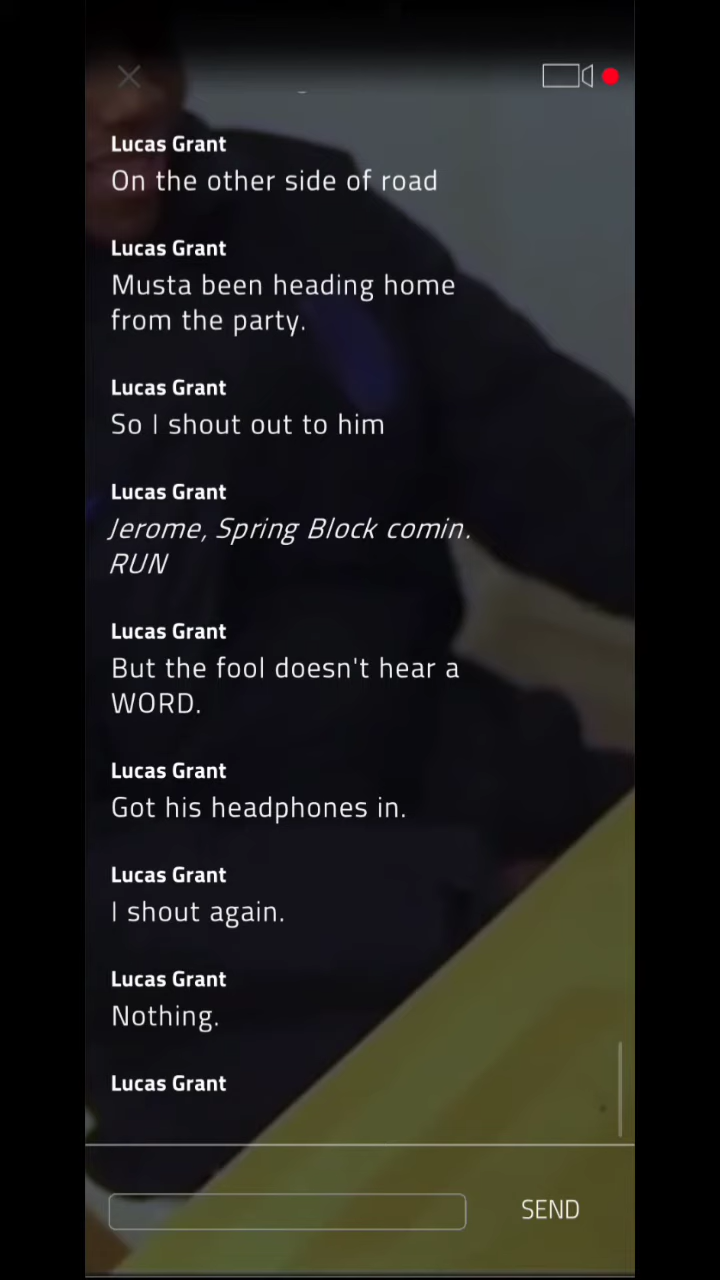 Lucas Grant
On the other side of road
Lucas Grant
Musta been heading home
from the party.
Lucas Grant
So I shout out to him
Lucas Grant
Jerome, Spring Block comin.
RUN
Lucas Grant
But the fool doesn't hear a
WORD.
Lucas Grant
Got his headphones in.
Lucas Grant
I shout again.
Lucas Grant
Nothing.
Lucas Grant
SEND